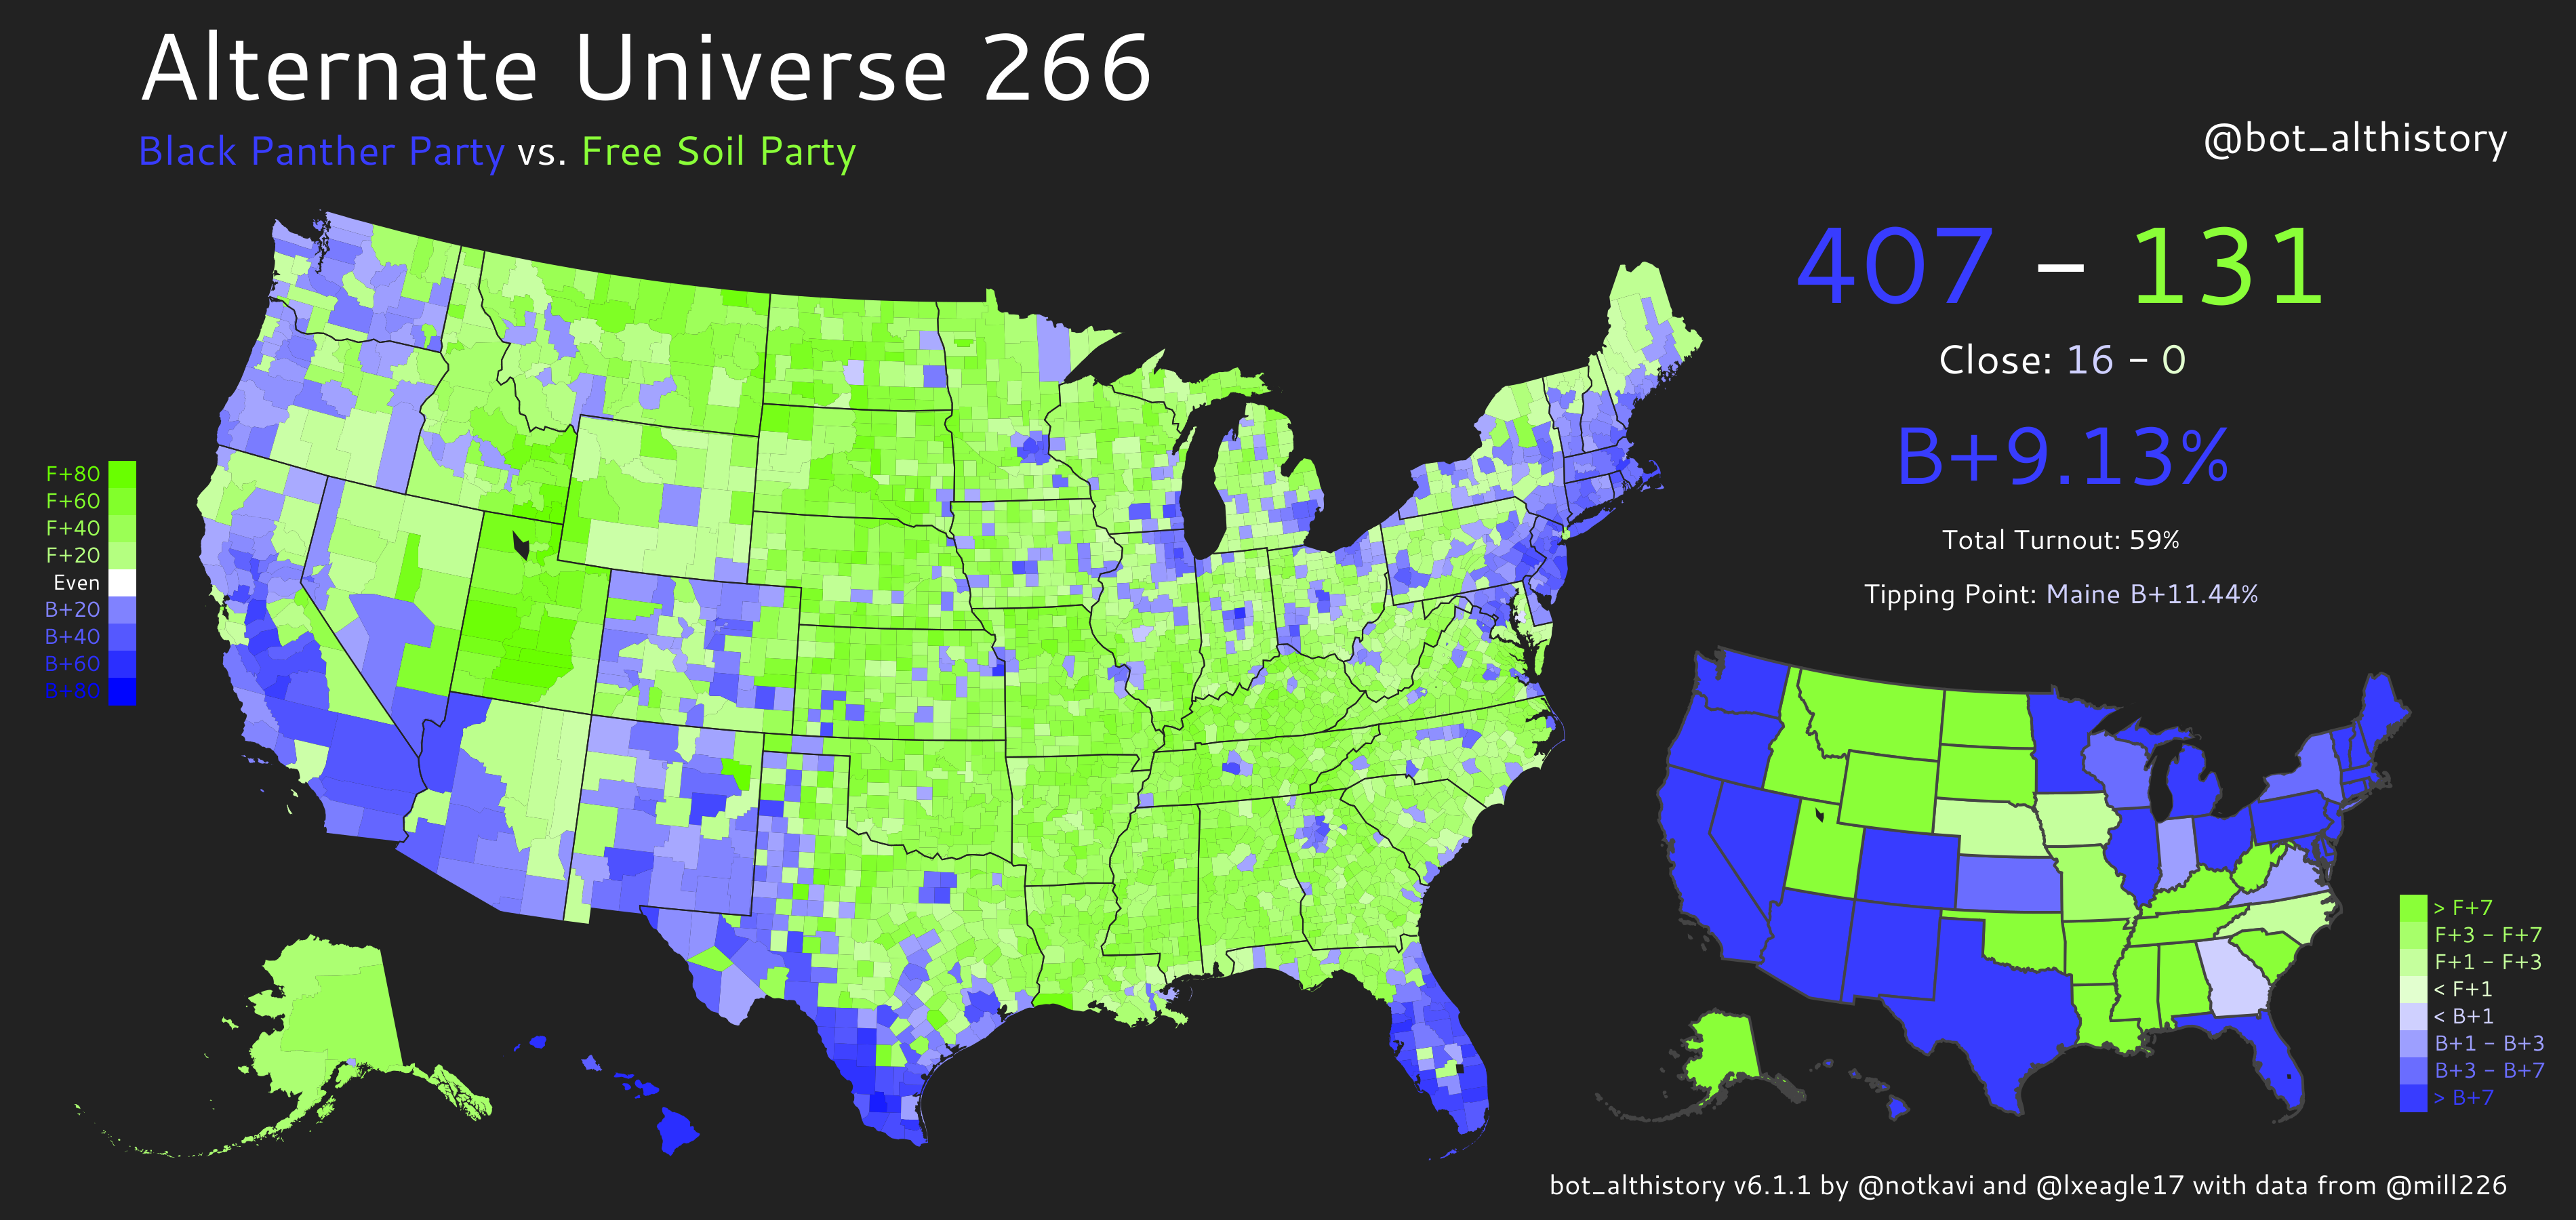 Alternate Universe 266
Black Panther Party vs. Free Soil Party
@bot_althistory
407 – 131
Close: 16 – 0
B+9.13%
Total Turnout: 59%
Tipping Point: Maine B+11.44%
F+80
F+60
F+40
F+20
Even
B+20
B+40
B+60
B+80
> F+7
F+3 – F+7
F+1 – F+3
< F+1
< B+1
B+1 – B+3
B+3 – B+7
> B+7
bot_althistory v6.1.1 by @notkavi and @lxeagle17 with data from @mill226